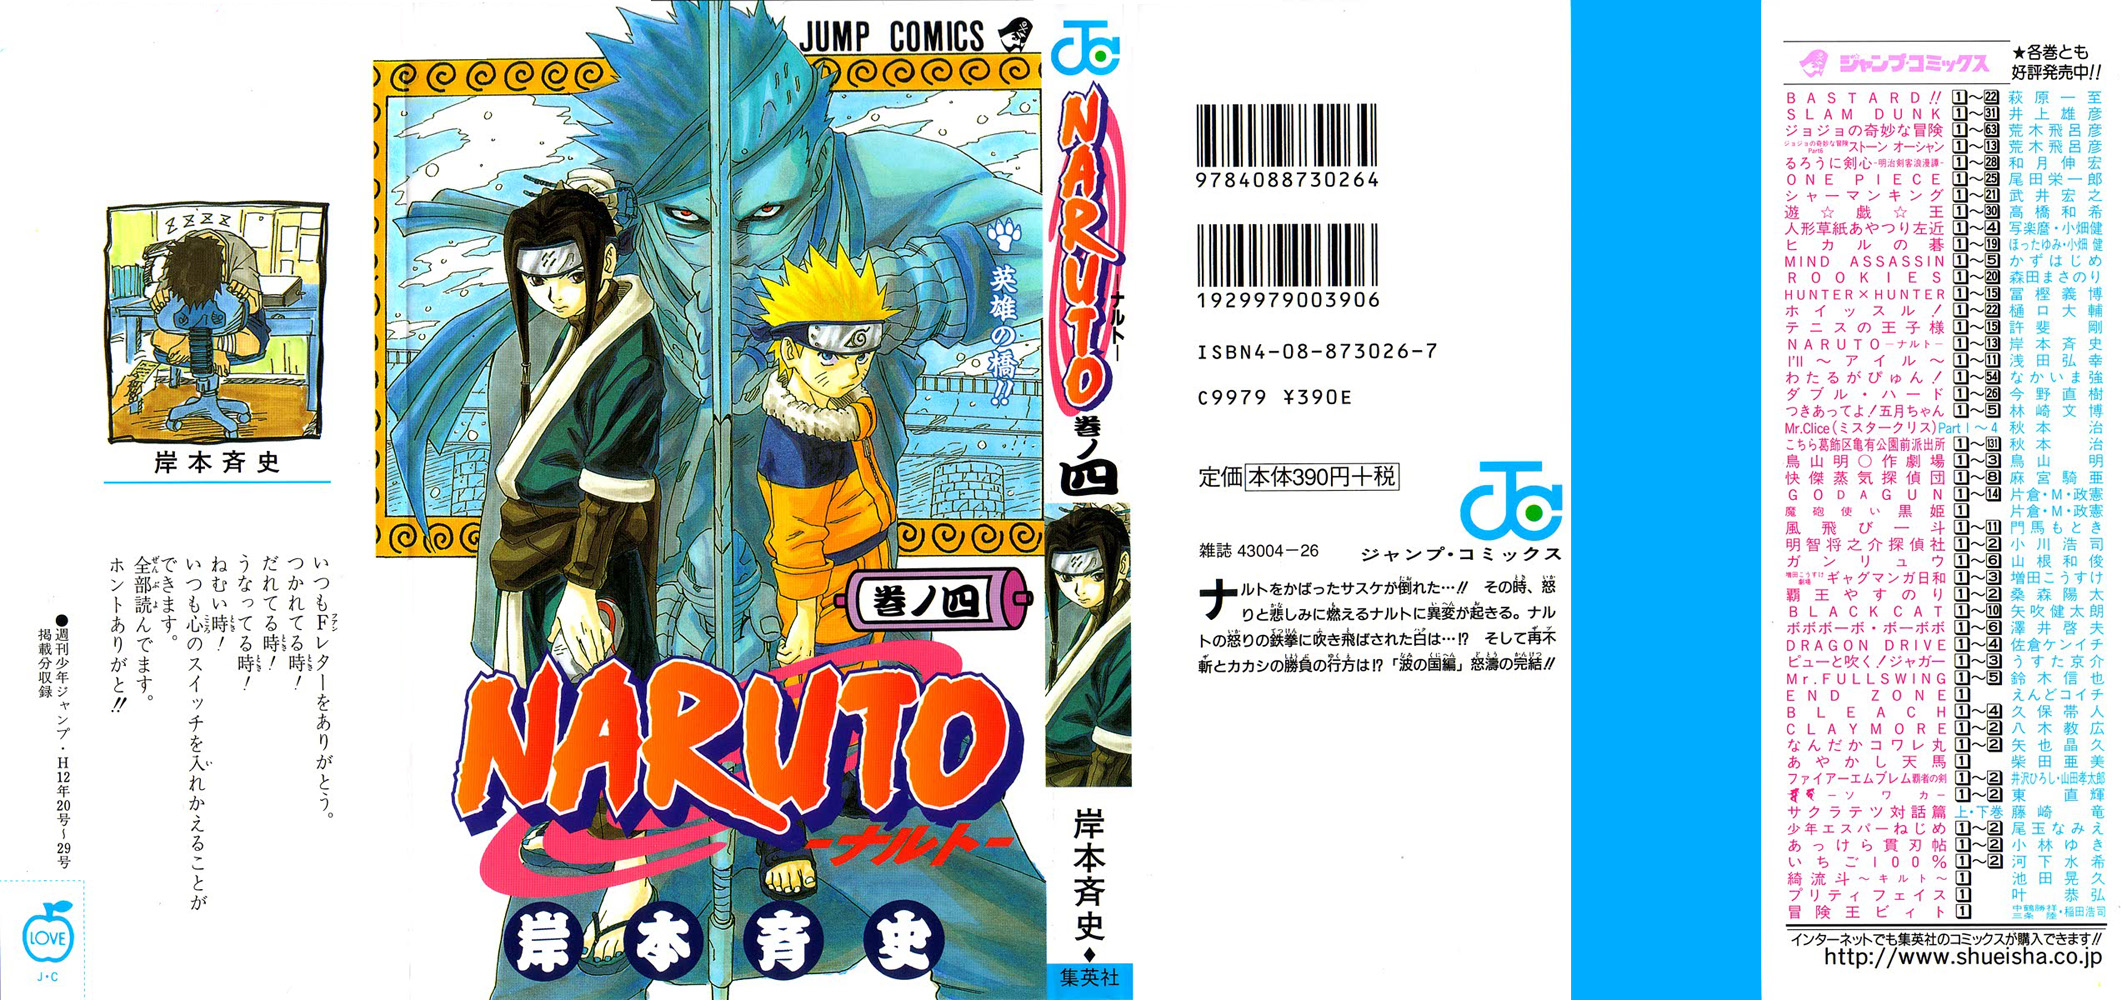 ZZZZ
岸本斉史
いつもFレターをありがとう。
つかれてる時!
だれてる時!
うなってる時!
ねむい時!
いつも心のスイッチを入れかえることが
できます。
全部読んでます。
ホントありがと!!
●週刊少年ジャンプ・H12年20号～29号
掲載分収録
LOVE
J・C
JUMP COMICS
英雄の橋!!
巻ノ四
NARUTO
-ナルト-
岸本斉史
JC
NARUTO
-ナルト-
巻ノ四
岸本斉史◆
集英社
9784088730264
1929979003906
ISBN4-08-873026-7
C9979 ¥390E
定価本体390円+税
JC
雑誌 43004-26
ジャンプ・コミックス
ナルトをかばったサスケが倒れた…!! その時、怒
りと悲しみに燃えるナルトに異変が起きる。ナル
トの怒りの鉄拳に吹き飛ばされた白は…!? そして再不
斬とカカシの勝負の行方は!?「波の国編」怒濤の完結!!
ジャンプ・コミックス
★各巻とも
好評発売中!!
BASTARD!! 1～22 萩原一至
SLAM DUNK 1～31 井上雄彦
ジョジョの奇妙な冒険 1～63 荒木飛呂彦
ジョジョの奇妙な冒険Part6 ストーン オーシャン 1～13 荒木飛呂彦
るろうに剣心-明治剣客浪漫譚- 1～28 和月伸宏
ONE PIECE 1～25 尾田栄一郎
シャーマンキング 1～21 武井宏之
遊☆戯☆王 1～30 高橋和希
人形草紙あやつり左近 1～4 写楽麿・小畑健
ヒカルの碁 1～19 ほったゆみ・小畑 健
MIND ASSASSIN 1～5 かずはじめ
ROOKIES 1～20 森田まさのり
HUNTER×HUNTER 1～15 冨樫義博
ホイッスル! 1～22 樋口大輔
テニスの王子様 1～15 許斐 剛
NARUTO-ナルト- 1～13 岸本斉史
I'll ～アイル～ 1～11 浅田弘幸
わたるがぴゅん! 1～54 なかいま強
ダブル・ハード 1～26 今野直樹
つきあってよ!五月ちゃん 1～5 林崎文博
Mr.Clice(ミスタークリス)Part 1～4 秋本 治
こちら葛飾区亀有公園前派出所 1～131 秋本 治
鳥山明○作劇場 1～3 鳥山 明
快傑蒸気探偵団 1～8 麻宮騎亜
GODAGUN 1～14 片倉・M・政憲
魔砲使い黒姫 1 片倉・M・政憲
風飛び一斗 1～11 門馬もとき
明智将之介探偵社 1～2 小川浩司
ガンリュウ 1～6 山根和俊
増田こうすけ劇場 ギャグマンガ日和 1～3 増田こうすけ
覇王やすのり 1～2 桑森陽太
BLACK CAT 1～10 矢吹健太朗
ボボボーボ・ボーボボ 1～6 澤井啓夫
DRAGON DRIVE 1～4 佐倉ケンイチ
ピューと吹く!ジャガー 1～3 うすた京介
Mr.FULLSWING 1～5 鈴木信也
END ZONE 1 えんどコイチ
BLEACH 1～4 久保帯人
CLAYMORE 1～2 八木教広
なんだかコワレ丸 1～2 矢也晶久
あやかし天馬 1 柴田亜美
ファイアーエムブレム覇者の剣 1～2 井沢ひろし・山田孝太郎
-ソワカ- 1～2 東 直輝
サクラテツ対話篇 上・下巻 藤崎 竜
少年エスパーねじめ 1～2 尾玉なみえ
あっけら貫刃帖 1～2 小林ゆき
いちご100% 1～2 河下水希
綺流斗～キルト～ 1 池田晃久
プリティフェイス 1 叶 恭弘
冒険王ビィト 1 三条 陸・稲田浩司
インターネットでも集英社のコミックスが購入できます!!
http://www.shueisha.co.jp